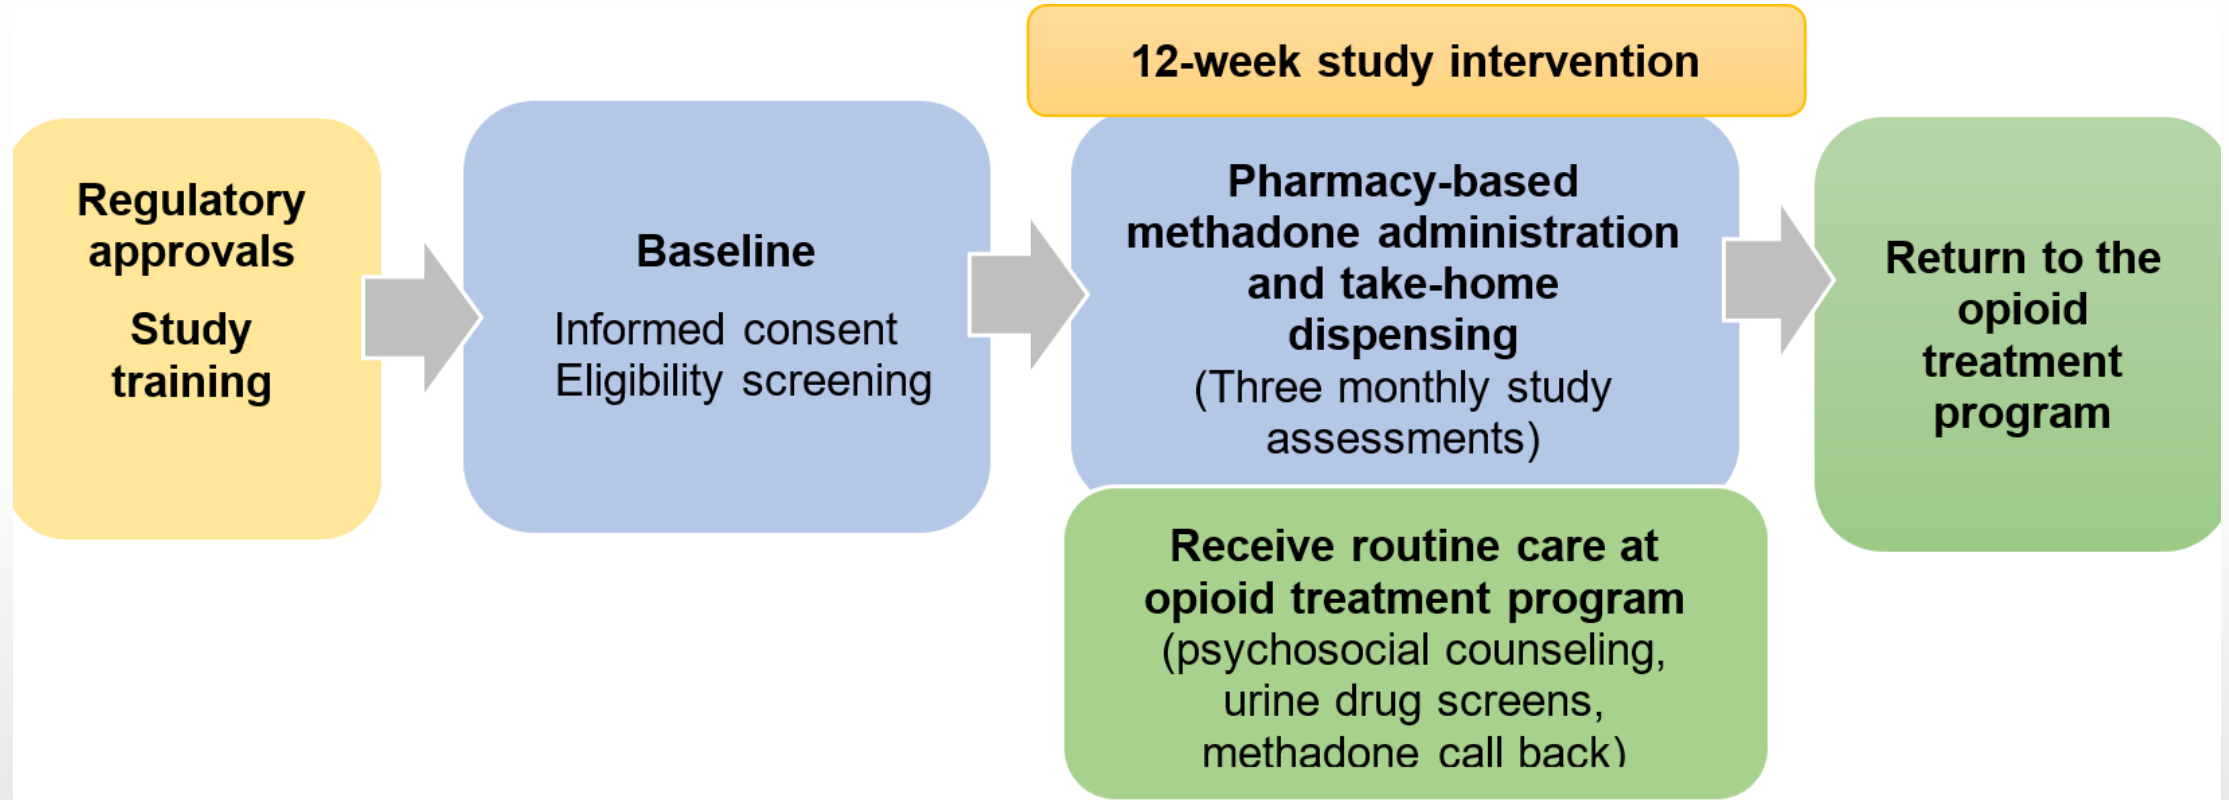 12-week study intervention
Regulatory
approvals
Study
training
Baseline
Informed consent
Eligibility screening
Pharmacy-based
methadone administration
and take-home
dispensing
(Three monthly study
assessments)
Receive routine care at
opioid treatment program
(psychosocial counseling,
urine drug screens,
methadone call back)
Return to the
opioid
treatment
program